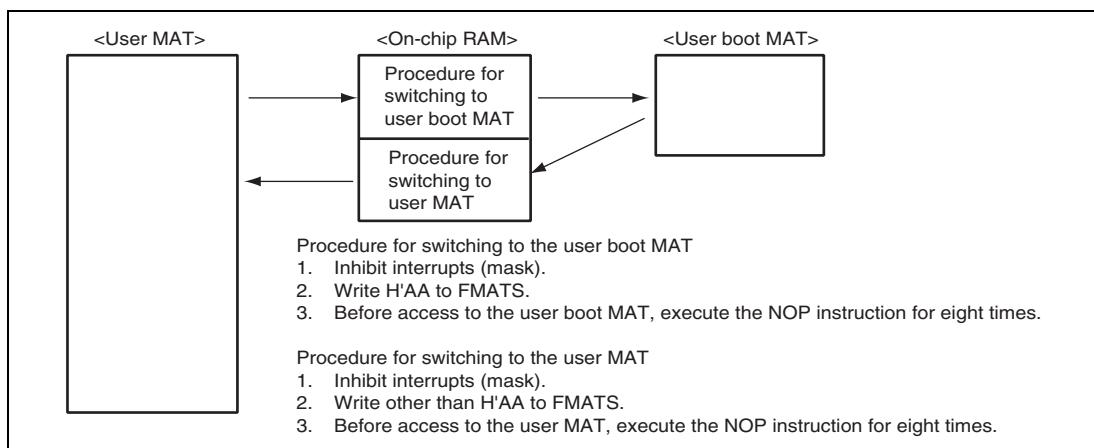 <User MAT>
<On-chip RAM>
<User boot MAT>
Procedure for
switching to
user boot MAT
Procedure for
switching to
user MAT
Procedure for switching to the user boot MAT
1. Inhibit interrupts (mask).
2. Write H'AA to FMATS.
3. Before access to the user boot MAT, execute the NOP instruction for eight times.
Procedure for switching to the user MAT
1. Inhibit interrupts (mask).
2. Write other than H'AA to FMATS.
3. Before access to the user MAT, execute the NOP instruction for eight times.